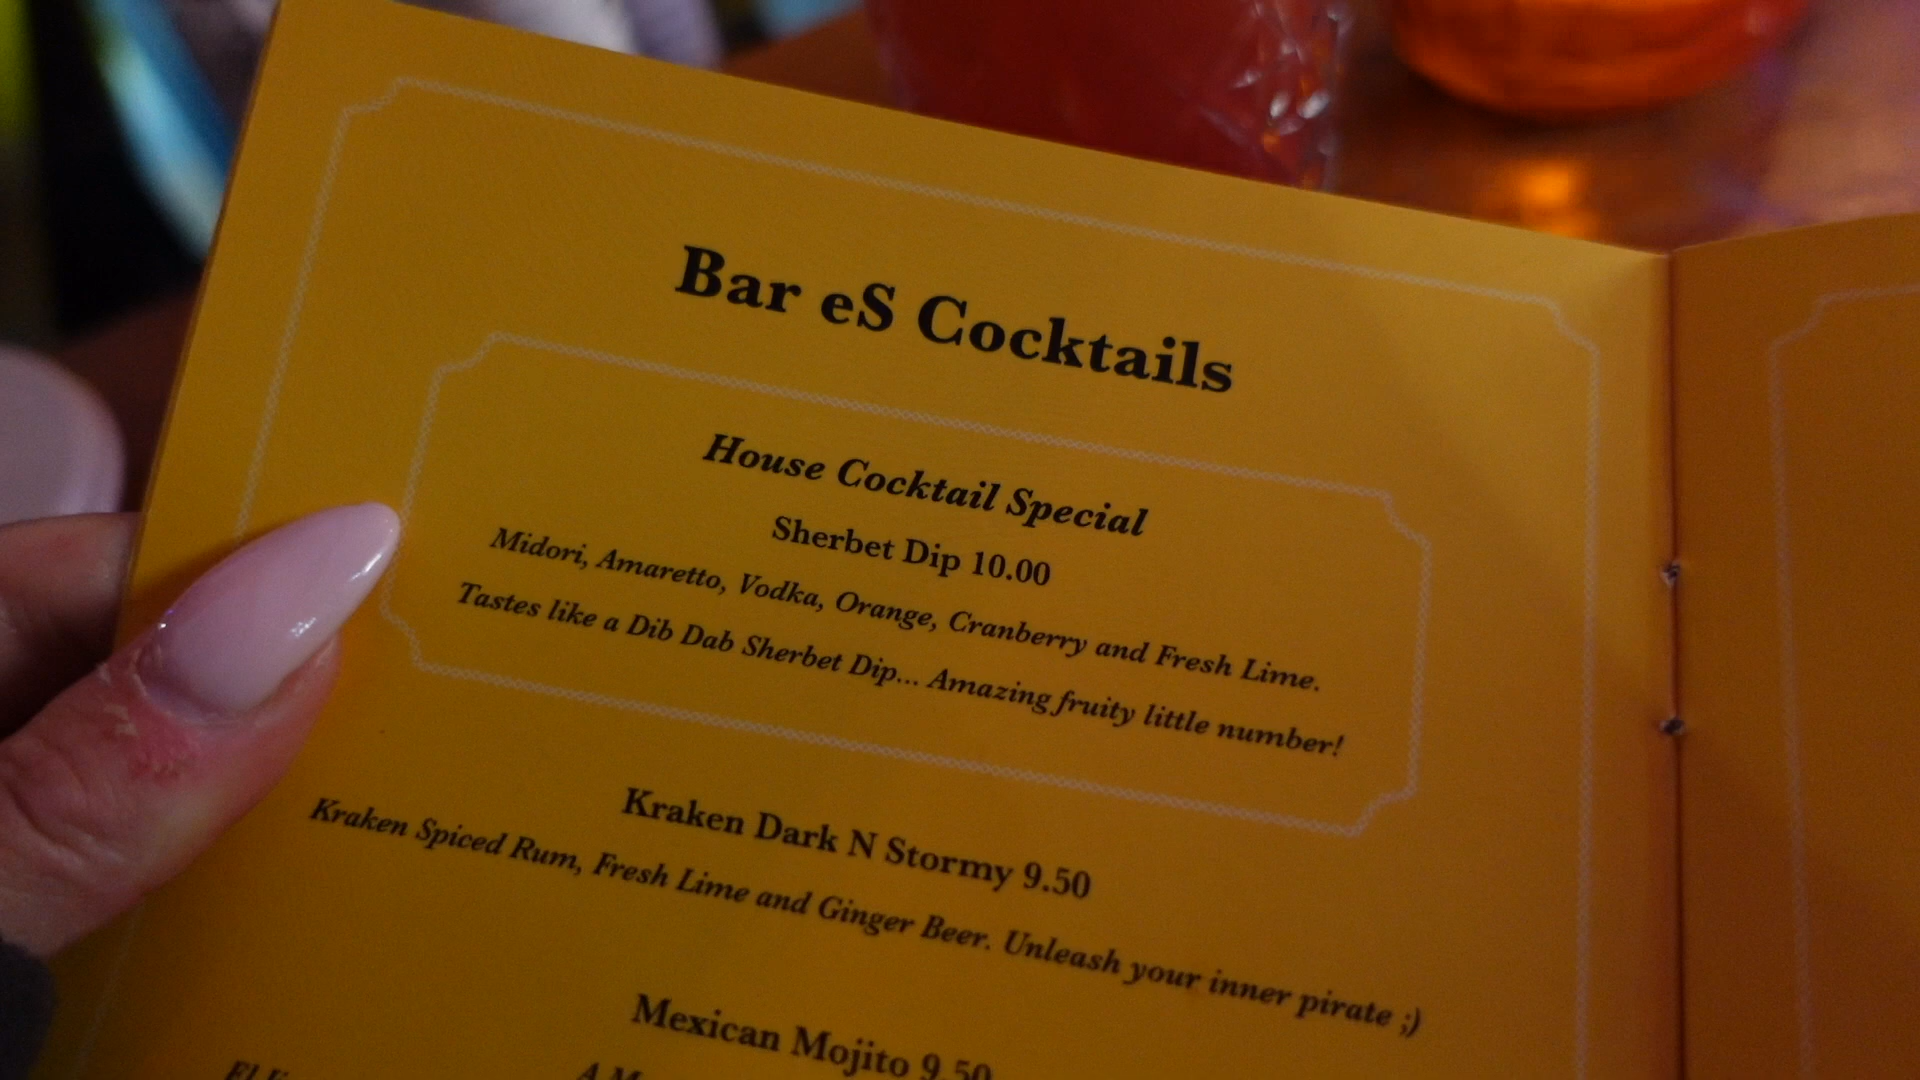 Bar eS Cocktails
House Cocktail Special
Sherbet Dip 10.00
Midori, Amaretto, Vodka, Orange, Cranberry and Fresh Lime.
Tastes like a Dib Dab Sherbet Dip... Amazing fruity little number!
Kraken Dark N Stormy 9.50
Kraken Spiced Rum, Fresh Lime and Ginger Beer. Unleash your inner pirate ;)
Mexican Mojito 9.50